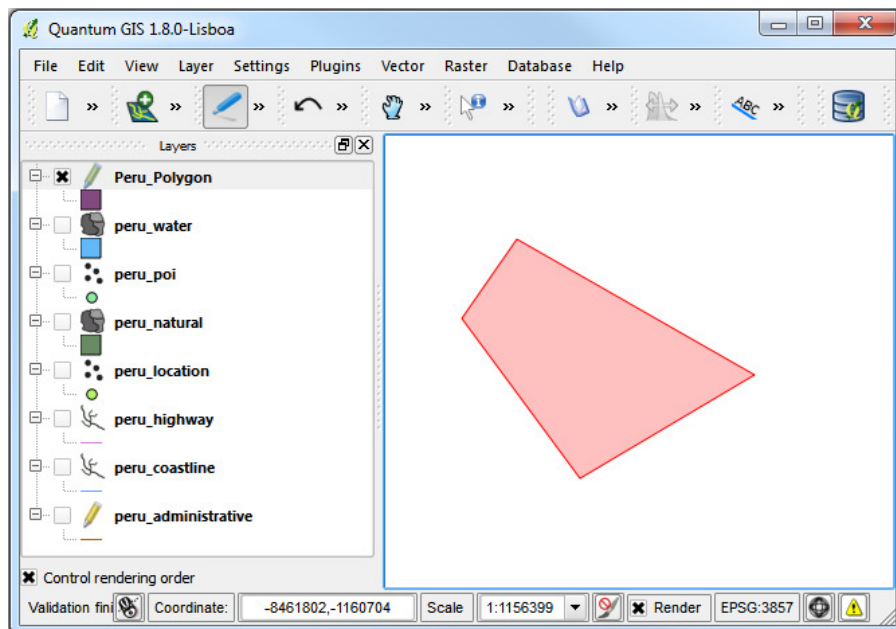 Quantum GIS 1.8.0-Lisboa
File Edit View Layer Settings Plugins Vector Raster Database Help
» » » » » » » » » ABC »
Layers
Peru_Polygon
peru_water
peru_poi
peru_natural
peru_location
peru_highway
peru_coastline
peru_administrative
Control rendering order
Validation fini Coordinate: -8461802,-1160704 Scale 1:1156399 Render EPSG:3857